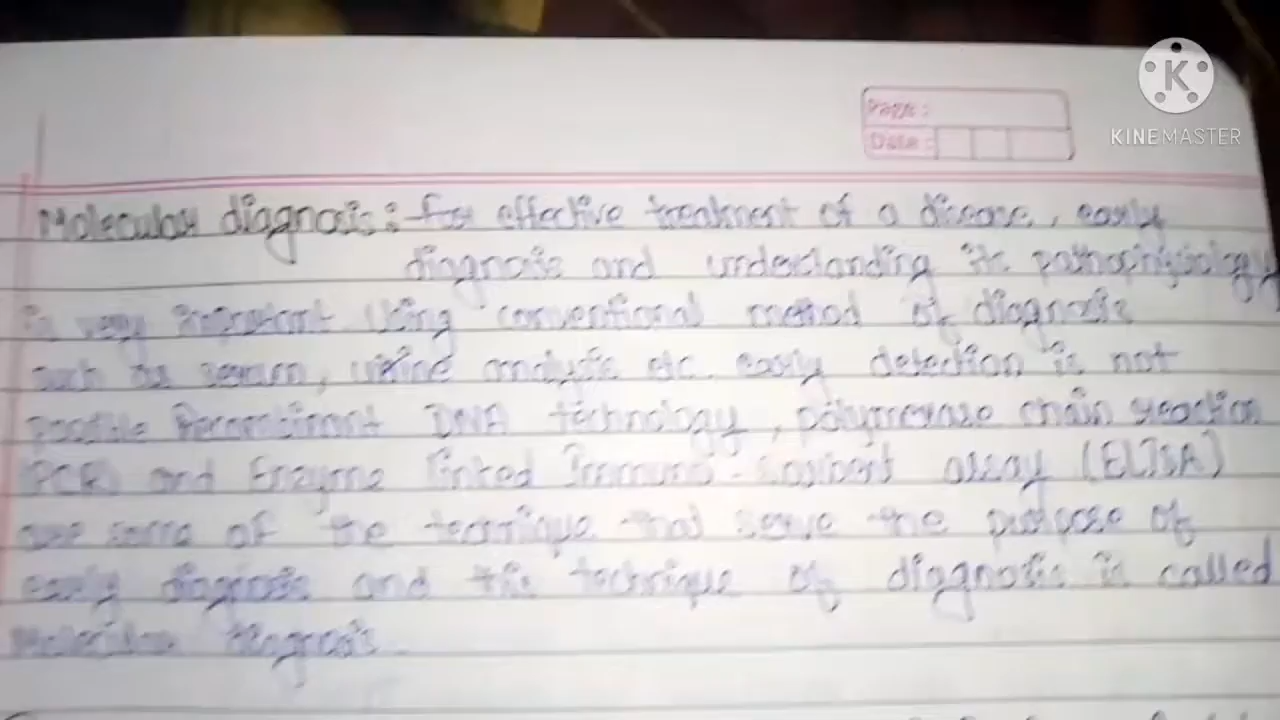 Page :
Date :
KINEMASTER
Molecular diagnosis :- for effective treatment of a disease, early
diagnosis and understanding its pathophysiology
is very important. Using conventional method of diagnosis
such as serum, urine analysis etc. early detection is not
possible Recombinant DNA technology, polymerase chain reaction
(PCR) and Enzyme linked Immuno-Sorbent assay (ELISA)
are some of the technique that serve the purpose of
early diagnosis and this technique of diagnosis is called
Molecular diagnosis.